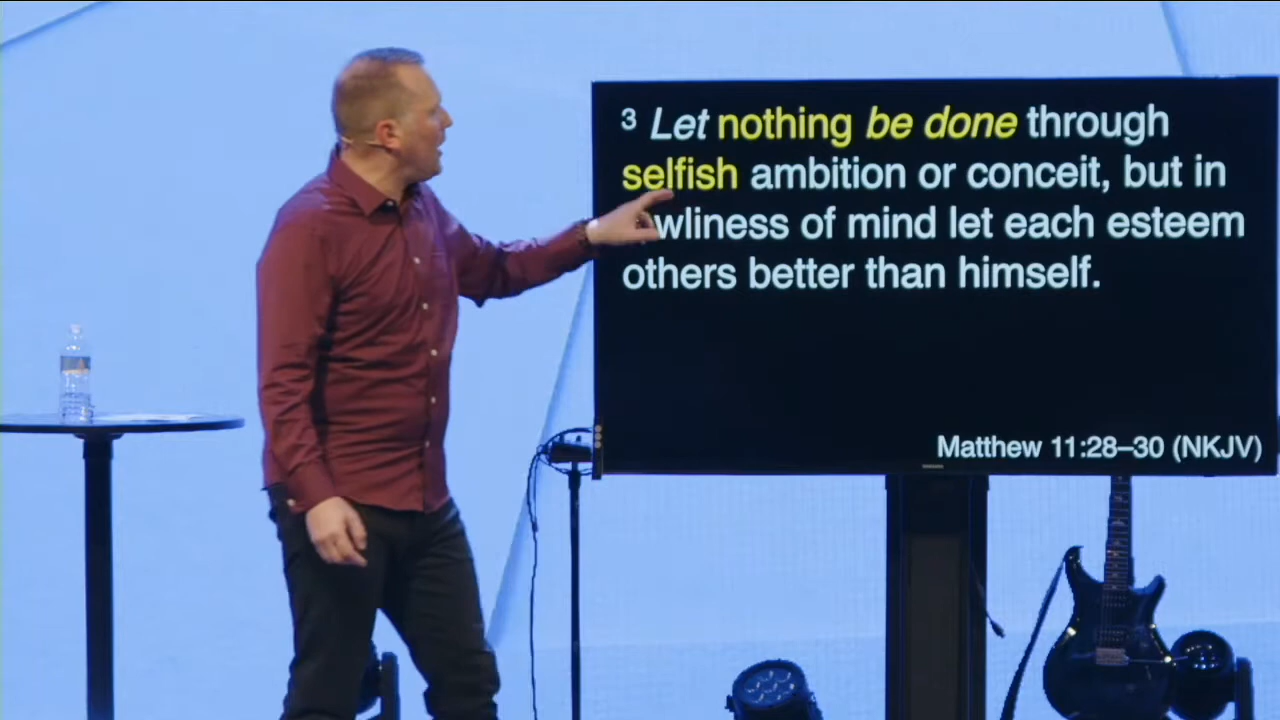 3 Let nothing be done through
selfish ambition or conceit, but in
wliness of mind let each esteem
others better than himself.
Matthew 11:28–30 (NKJV)